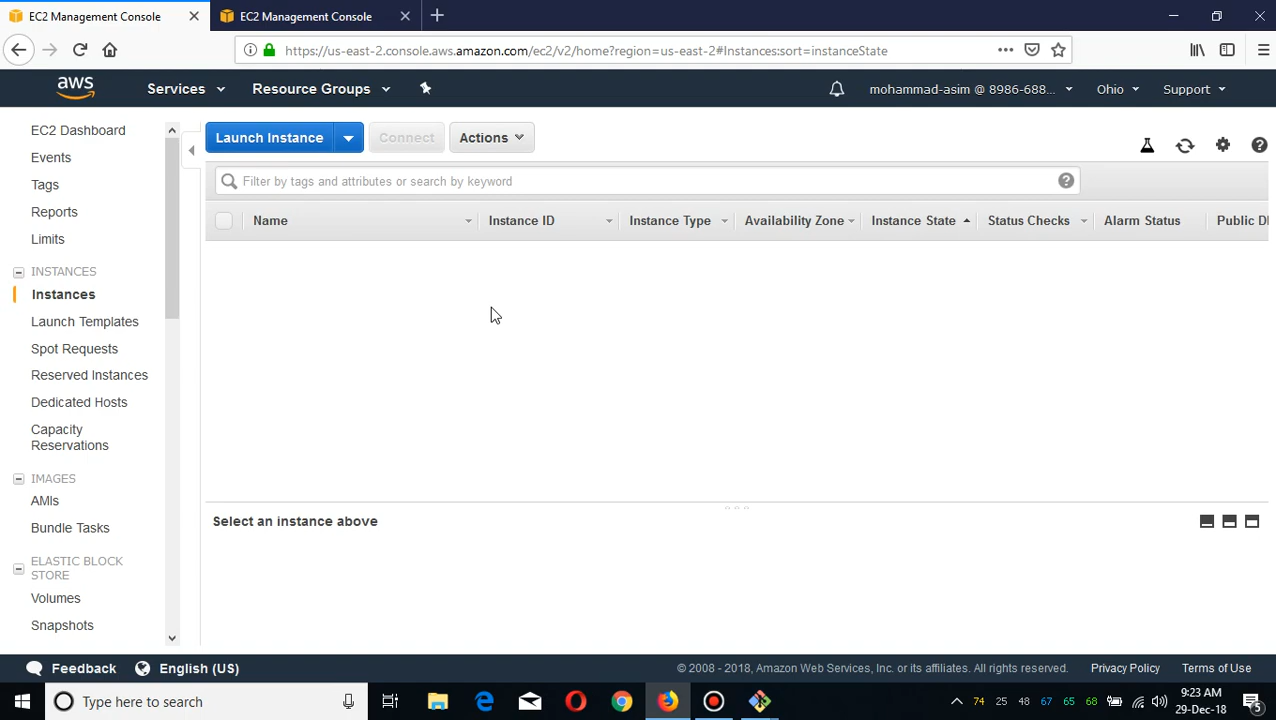 EC2 Management Console
EC2 Management Console
https://us-east-2.console.aws.amazon.com/ec2/v2/home?region=us-east-2#Instances:sort=instanceState
aws
Services
Resource Groups
mohammad-asim @ 8986-688...
Ohio
Support
EC2 Dashboard
Events
Tags
Reports
Limits
INSTANCES
Instances
Launch Templates
Spot Requests
Reserved Instances
Dedicated Hosts
Capacity
Reservations
IMAGES
AMIs
Bundle Tasks
ELASTIC BLOCK
STORE
Volumes
Snapshots
Launch Instance
Connect
Actions
Filter by tags and attributes or search by keyword
Name
Instance ID
Instance Type
Availability Zone
Instance State
Status Checks
Alarm Status
Public D
Select an instance above
Feedback
English (US)
© 2008 - 2018, Amazon Web Services, Inc. or its affiliates. All rights reserved.
Privacy Policy
Terms of Use
Type here to search
74 25 48 67 65 68
9:23 AM
29-Dec-18
5